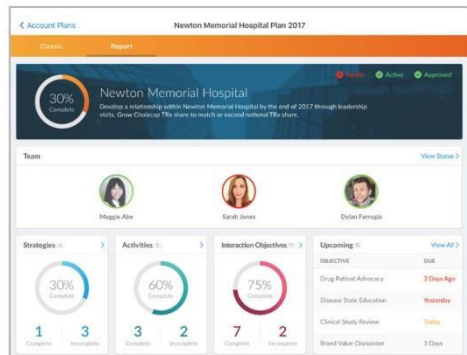 Account Plans
Newton Memorial Hospital Plan 2017
Report
Active
Approved
30%
Complete
Newton Memorial Hospital
Develop a relationship within Newton Memorial Hospital by the end of 2017 through leadership
visits. Grow Cholecap TRx share to match or exceed national TRx share.
Team
View Status
Maggie Abe
Sarah Jones
Dylan Farrugia
Strategies
30%
Complete
1
3
Complete
Incomplete
Activities
60%
Complete
3
2
Complete
Incomplete
Interaction Objectives
75%
Complete
7
2
Complete
Incomplete
Upcoming
View All
OBJECTIVE
DUE
Drug Patient Advocacy
3 Days Ago
Disease State Education
Yesterday
Clinical Study Review
Today
Brand Value Discussion
3 Days